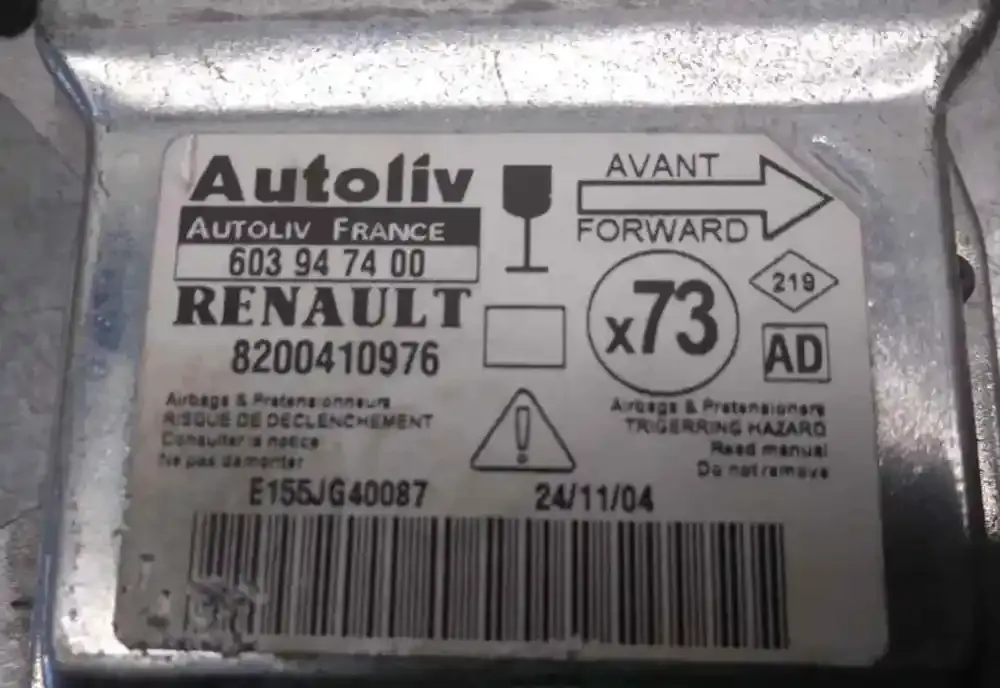 Autoliv
AUTOLIV FRANCE
603 94 74 00
RENAULT
8200410976
AVANT
FORWARD
x73
219
AD
Airbags & Pretensionneurs
RISQUE DE DECLENCHEMENT
Consulter la notice
Ne pas demonter
Airbags & Pretensioners
TRIGERRING HAZARD
Read manual
Do not remove
E155JG40087
24/11/04